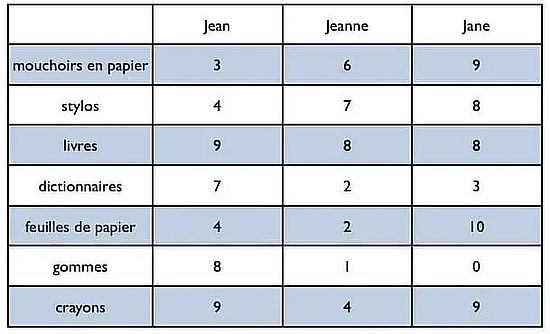 Jean Jeanne Jane
mouchoirs en papier 3 6 9
stylos 4 7 8
livres 9 8 8
dictionnaires 7 2 3
feuilles de papier 4 2 10
gommes 8 1 0
crayons 9 4 9